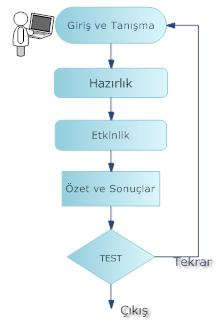 Giriş ve Tanışma
Hazırlık
Etkinlik
Özet ve Sonuçlar
TEST
Tekrar
Çıkış